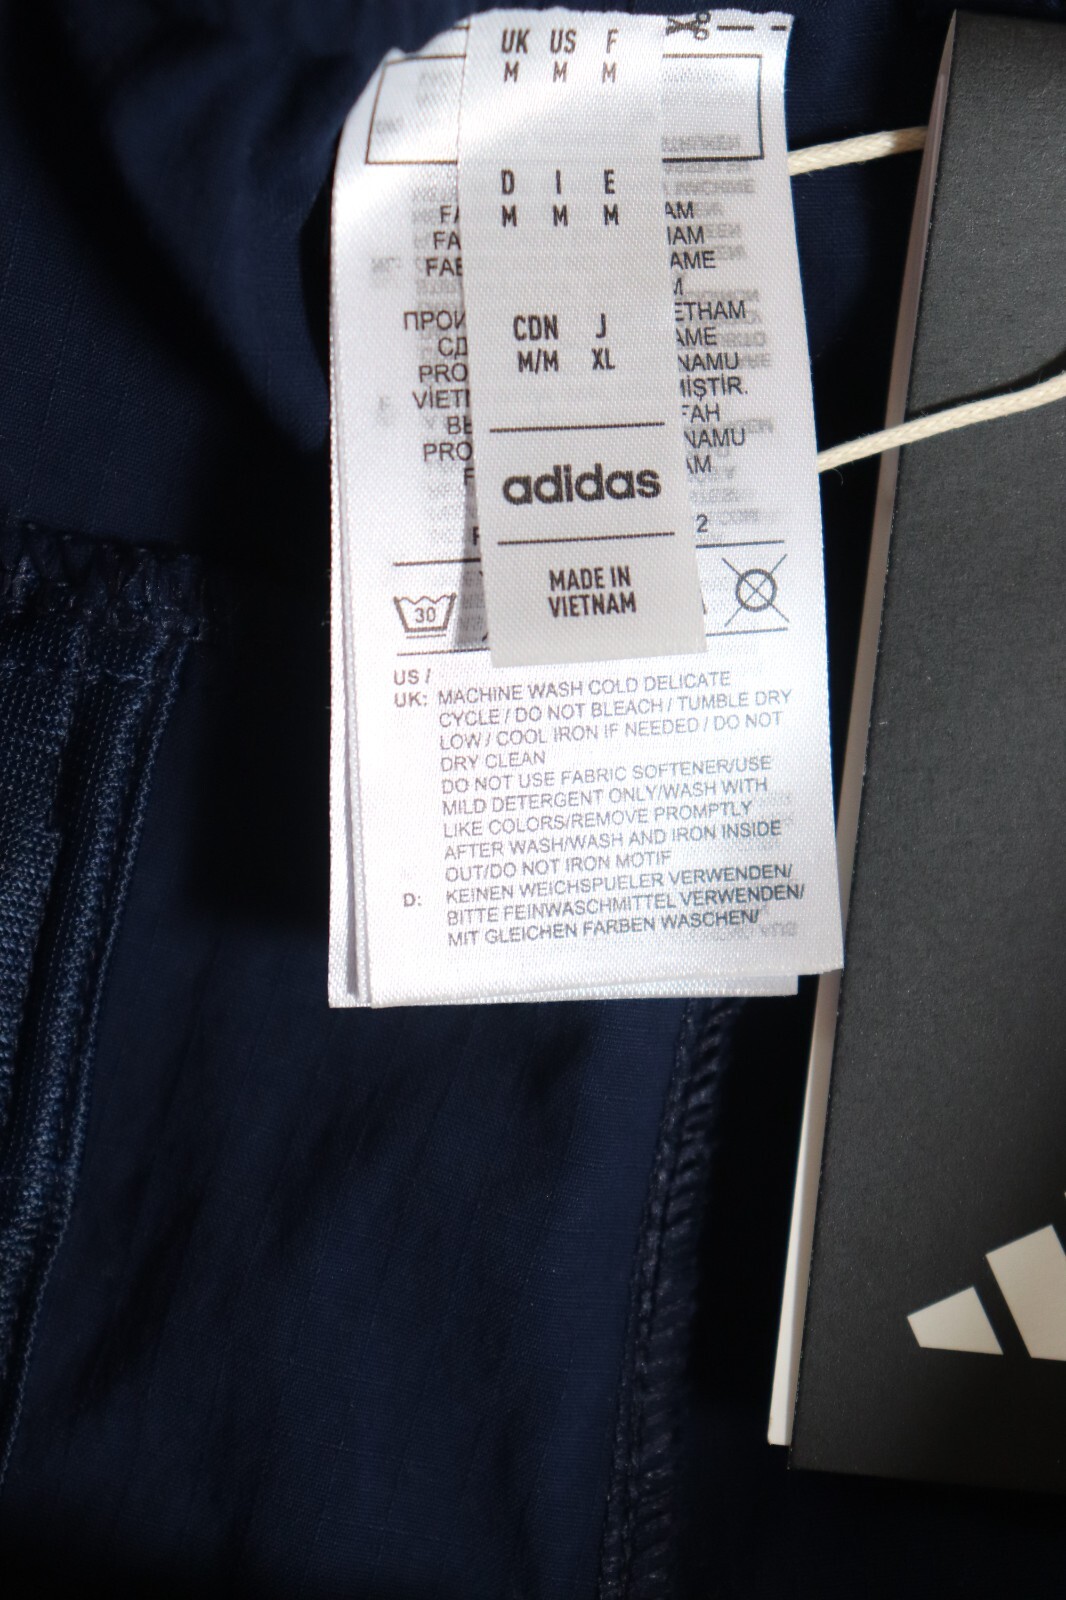 UK US F
M M M
D I E
M M M
CDN J
M/M XL
adidas
MADE IN
VIETNAM
30
US /
UK: MACHINE WASH COLD DELICATE
CYCLE / DO NOT BLEACH / TUMBLE DRY
LOW / COOL IRON IF NEEDED / DO NOT
DRY CLEAN
DO NOT USE FABRIC SOFTENER/USE
MILD DETERGENT ONLY/WASH WITH
LIKE COLORS/REMOVE PROMPTLY
AFTER WASH/WASH AND IRON INSIDE
OUT/DO NOT IRON MOTIF
D: KEINEN WEICHSPUELER VERWENDEN/
BITTE FEINWASCHMITTEL VERWENDEN/
MIT GLEICHEN FARBEN WASCHEN/